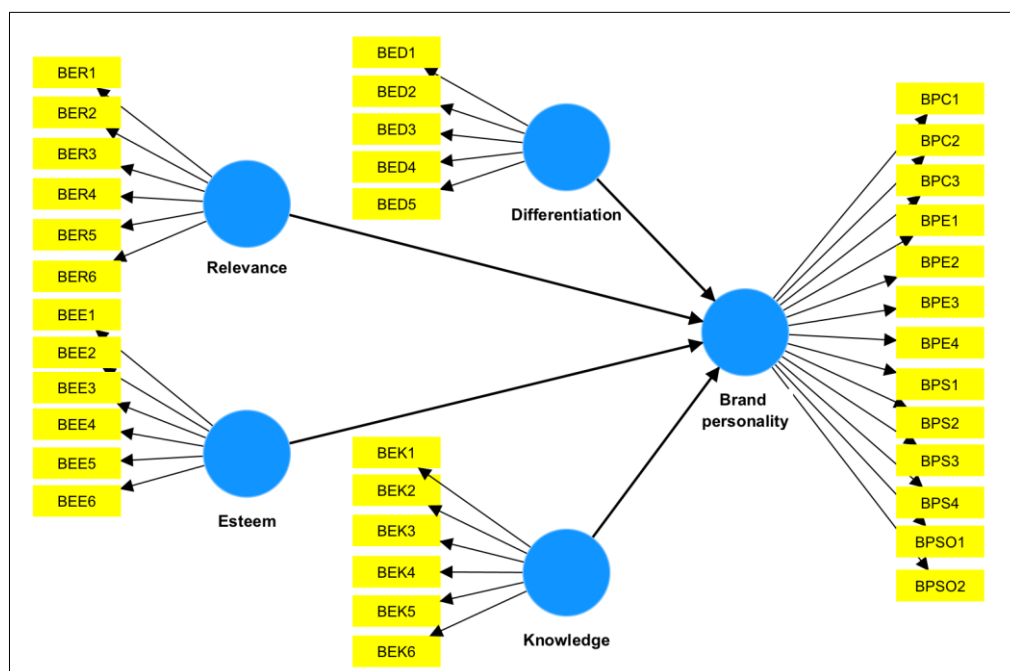 BER1
BER2
BER3
BER4
BER5
BER6
Relevance
BEE1
BEE2
BEE3
BEE4
BEE5
BEE6
Esteem
BED1
BED2
BED3
BED4
BED5
Differentiation
BEK1
BEK2
BEK3
BEK4
BEK5
BEK6
Knowledge
Brand
personality
BPC1
BPC2
BPC3
BPE1
BPE2
BPE3
BPE4
BPS1
BPS2
BPS3
BPS4
BPSO1
BPSO2